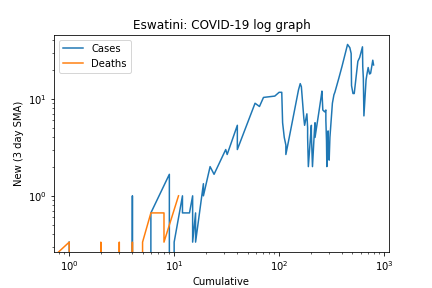 Eswatini: COVID-19 log graph
Cases
Deaths
New (3 day SMA)
10¹
10⁰
10⁰ 10¹ 10² 10³
Cumulative